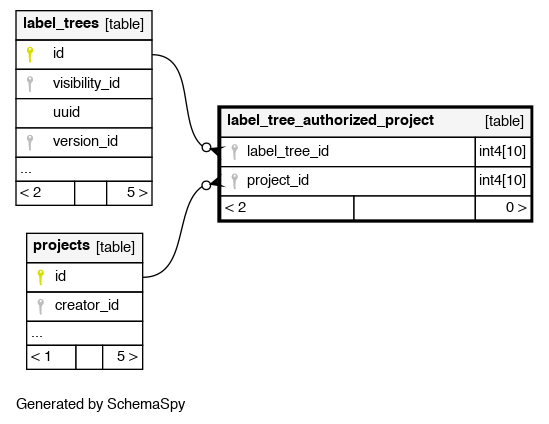 label_trees [table]
id
visibility_id
uuid
version_id
...
< 2 5 >
label_tree_authorized_project [table]
label_tree_id int4[10]
project_id int4[10]
< 2 0 >
projects [table]
id
creator_id
...
< 1 5 >
Generated by SchemaSpy